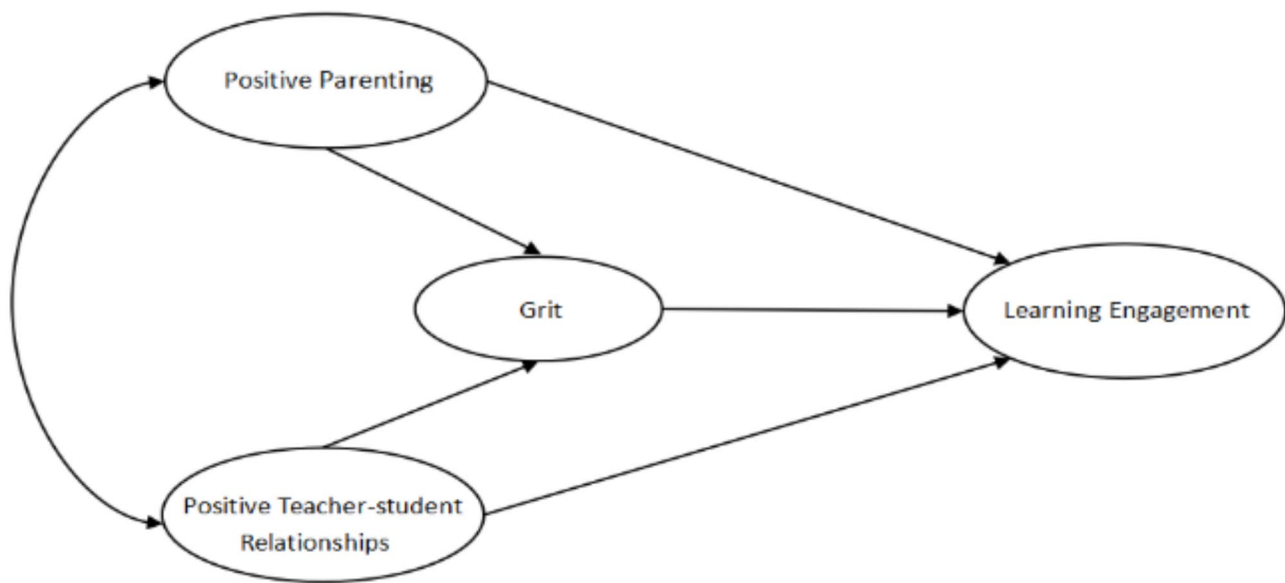 Positive Parenting
Grit
Learning Engagement
Positive Teacher-student
Relationships